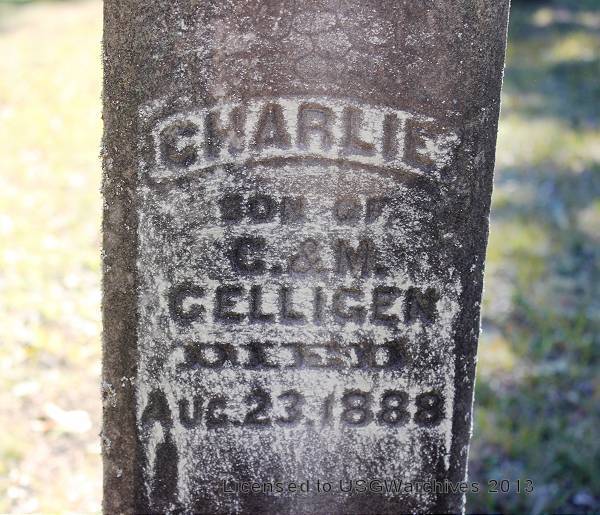 CHARLIE
SON OF
C. & M.
GELLIGEN
DIED
AUG. 23, 1888
Licensed to USGWarchives 2013